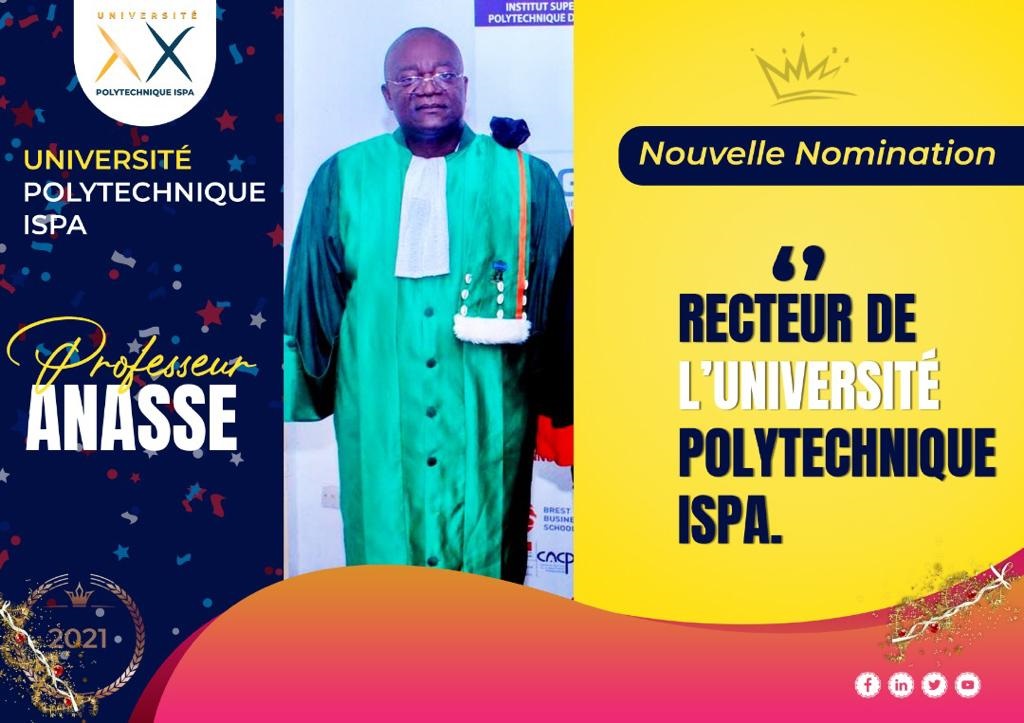 UNIVERSITÉ
POLYTECHNIQUE ISPA
UNIVERSITÉ
POLYTECHNIQUE
ISPA
Professeur
ANASSE
2021
INSTITUT SUPE
POLYTECHNIQUE D
BREST
BUSINE
SCHOOL
CACP
Nouvelle Nomination
RECTEUR DE
L'UNIVERSITÉ
POLYTECHNIQUE
ISPA.